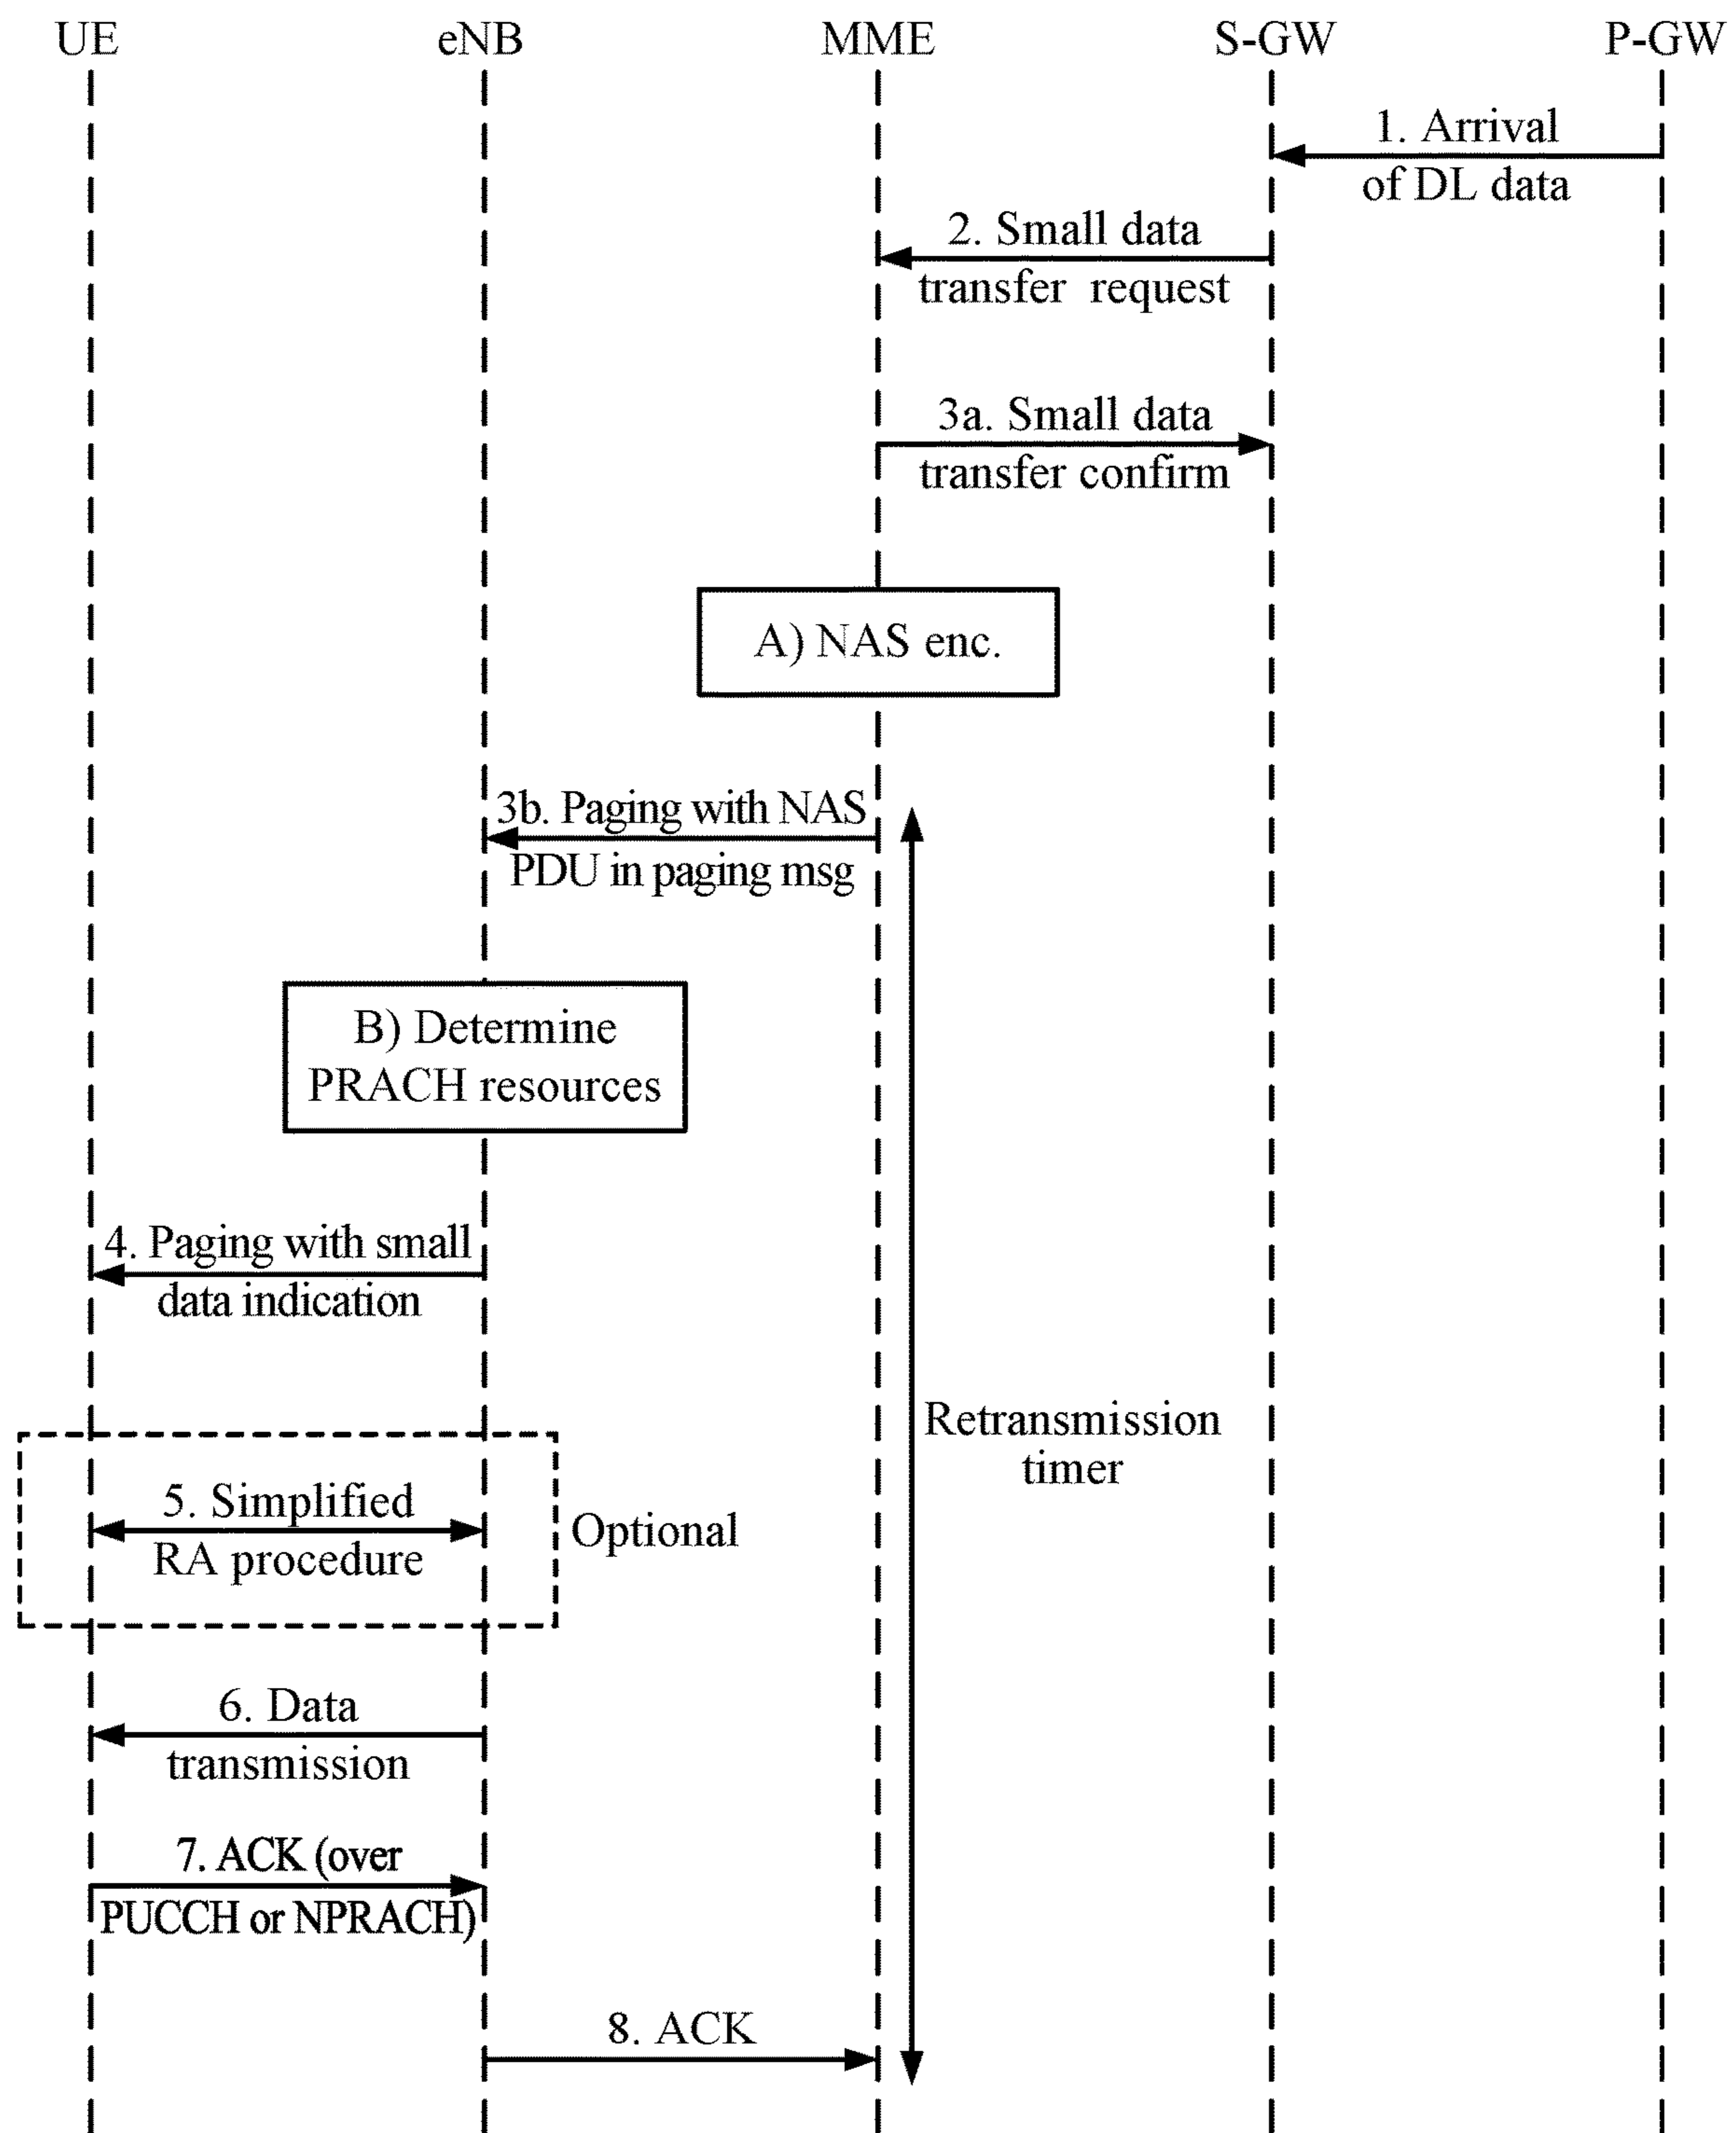 UE eNB MME S-GW P-GW
1. Arrival
of DL data
2. Small data
transfer request
3a. Small data
transfer confirm
A) NAS enc.
3b. Paging with NAS
PDU in paging msg
B) Determine
PRACH resources
4. Paging with small
data indication
Retransmission
timer
5. Simplified
RA procedure
Optional
6. Data
transmission
7. ACK (over
PUCCH or NPRACH)
8. ACK